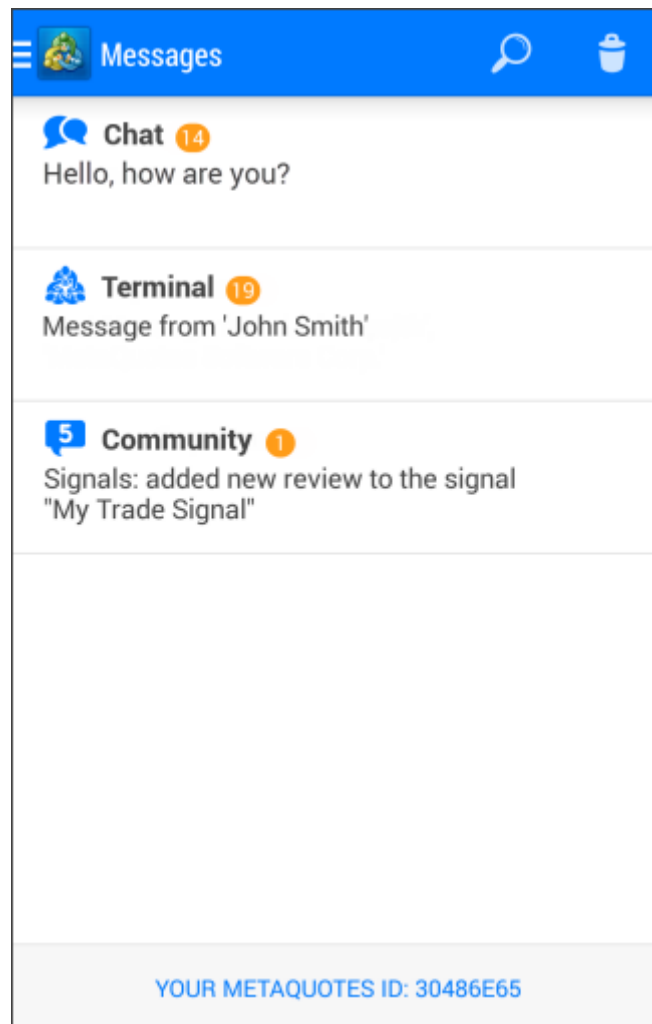 Messages
Chat 14
Hello, how are you?
Terminal 19
Message from 'John Smith'
5 Community 1
Signals: added new review to the signal
"My Trade Signal"
YOUR METAQUOTES ID: 30486E65